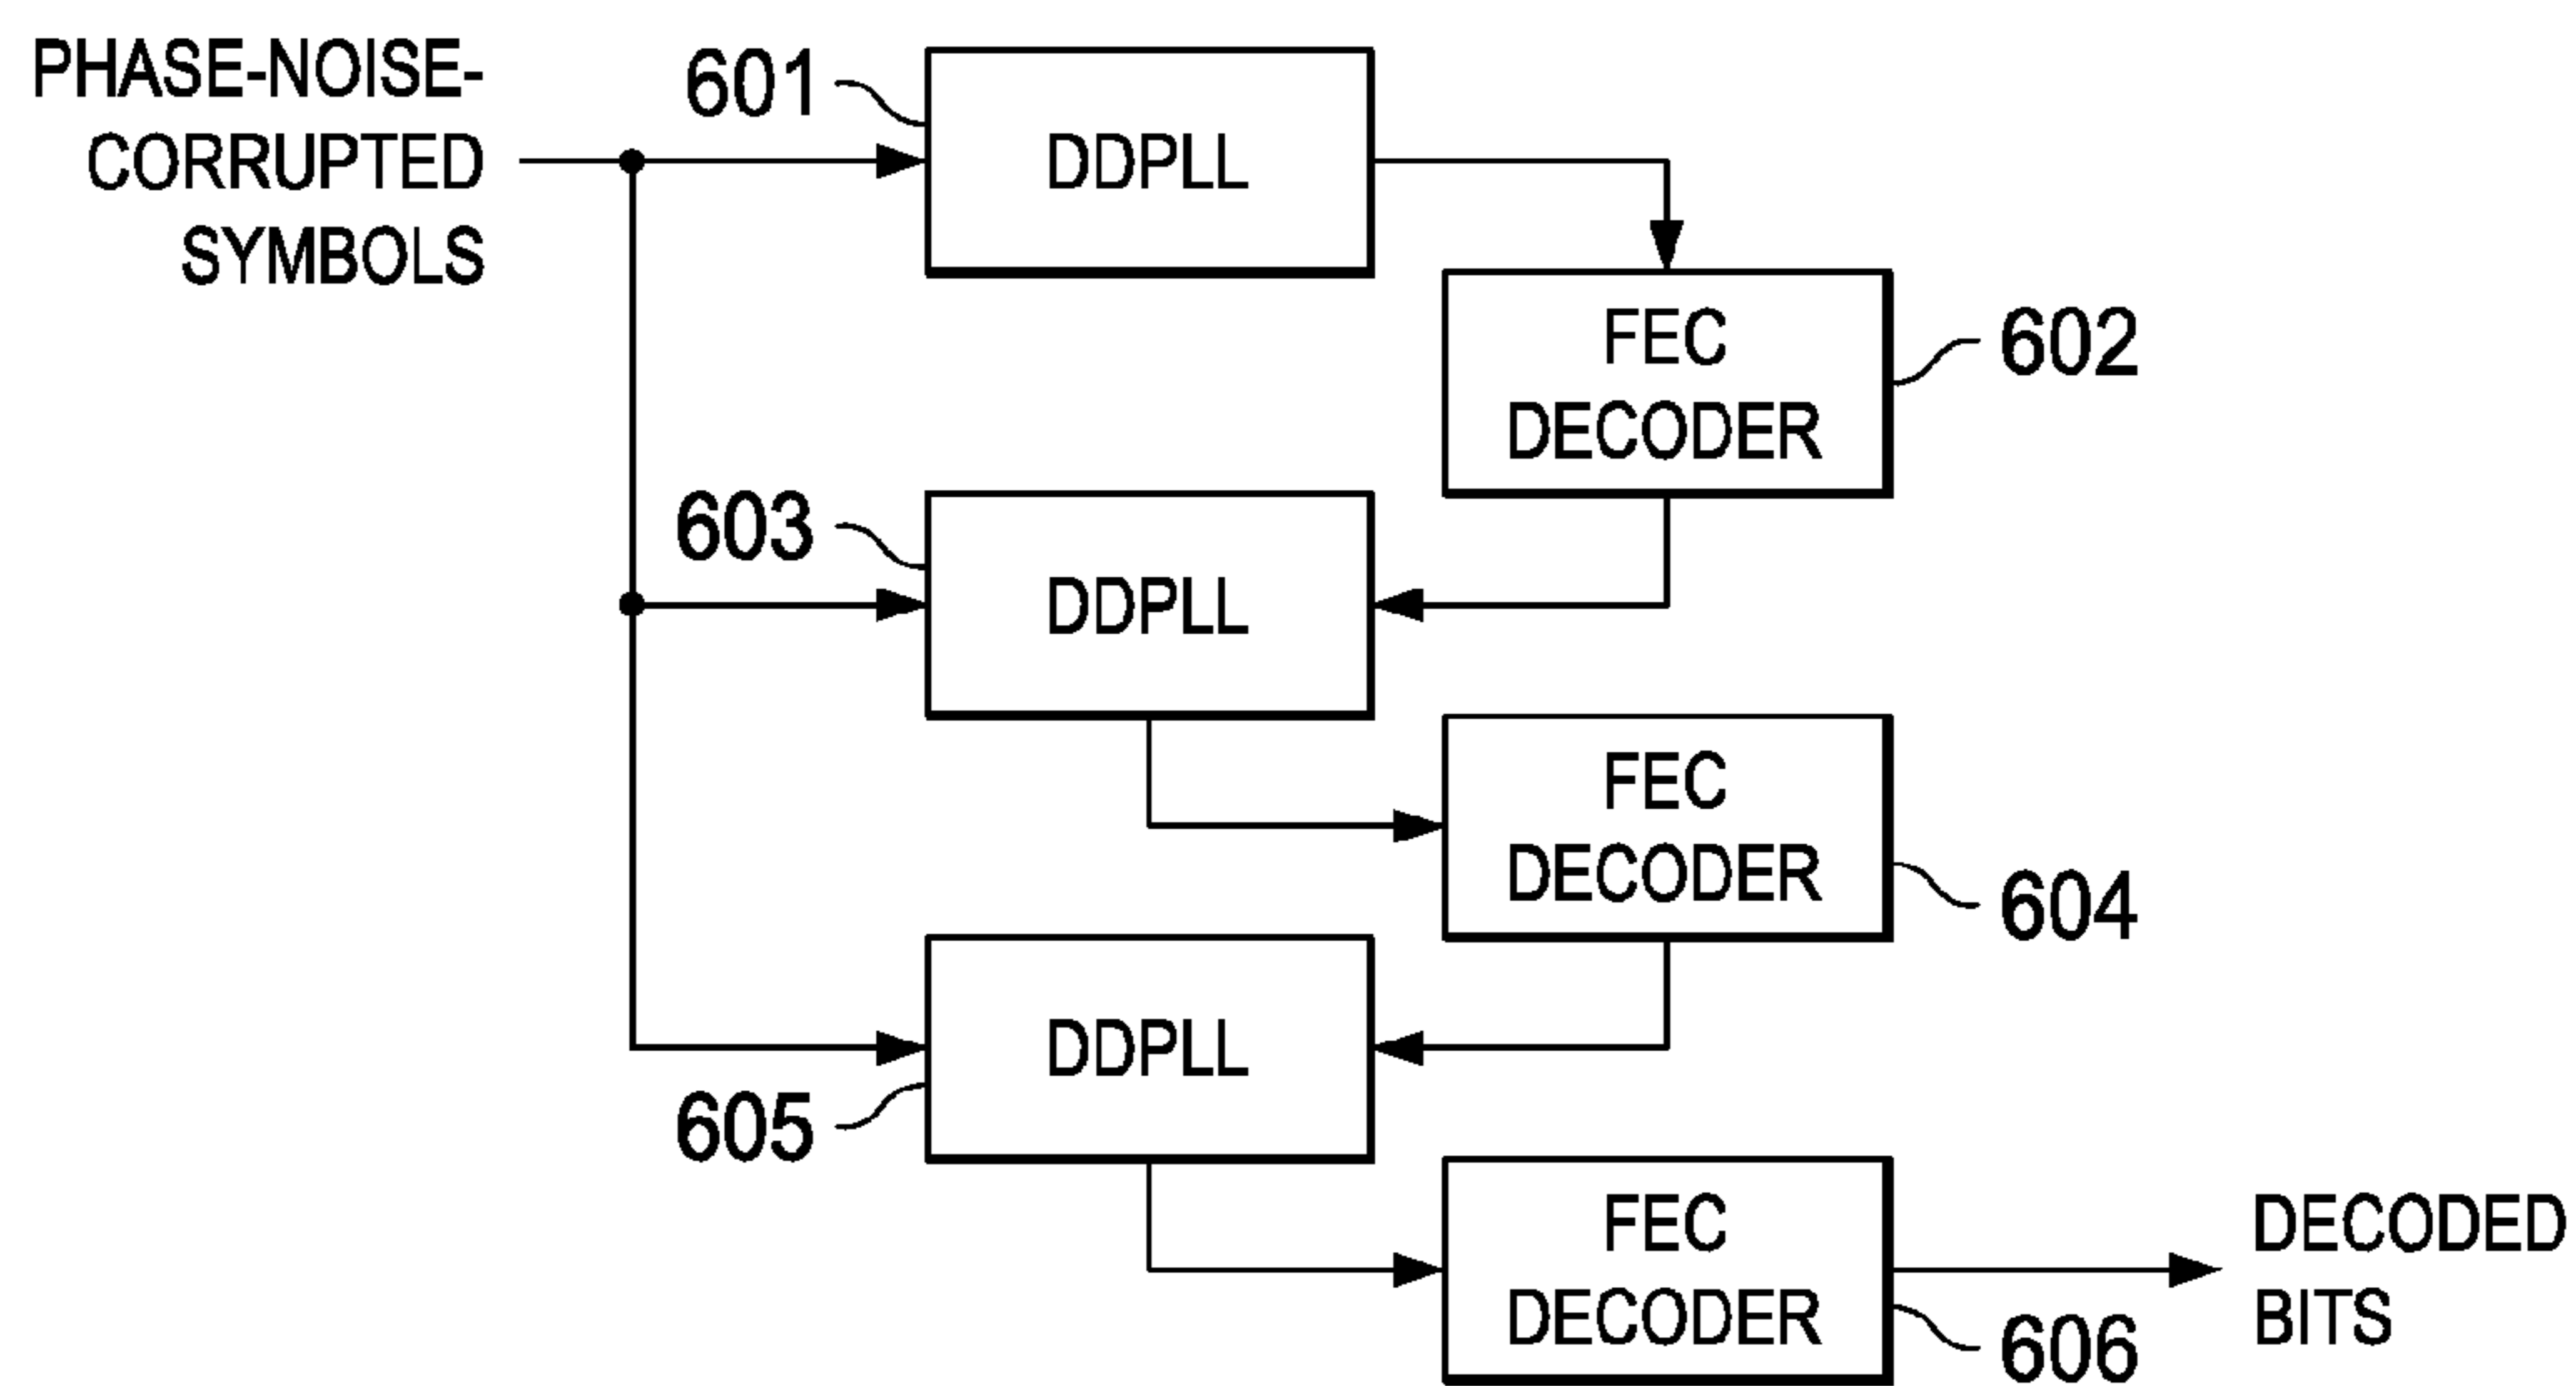 PHASE-NOISE-
CORRUPTED
SYMBOLS
601
DDPLL
FEC
DECODER
602
603
DDPLL
FEC
DECODER
604
DDPLL
605
FEC
DECODER
606
DECODED
BITS